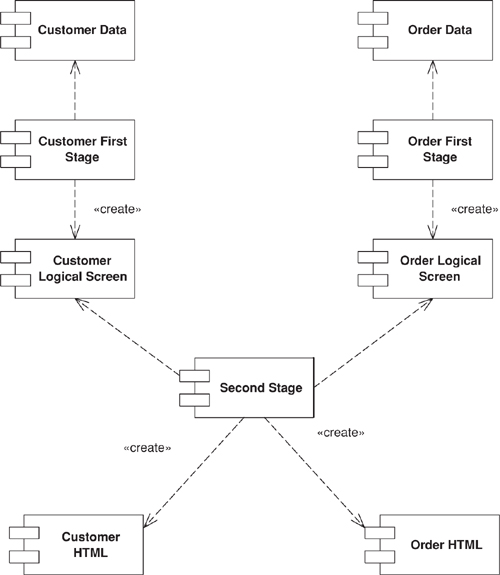 Customer Data
Order Data
Customer First
Stage
Order First
Stage
«create»
«create»
Customer
Logical Screen
Order Logical
Screen
Second Stage
«create»
«create»
Customer
HTML
Order HTML